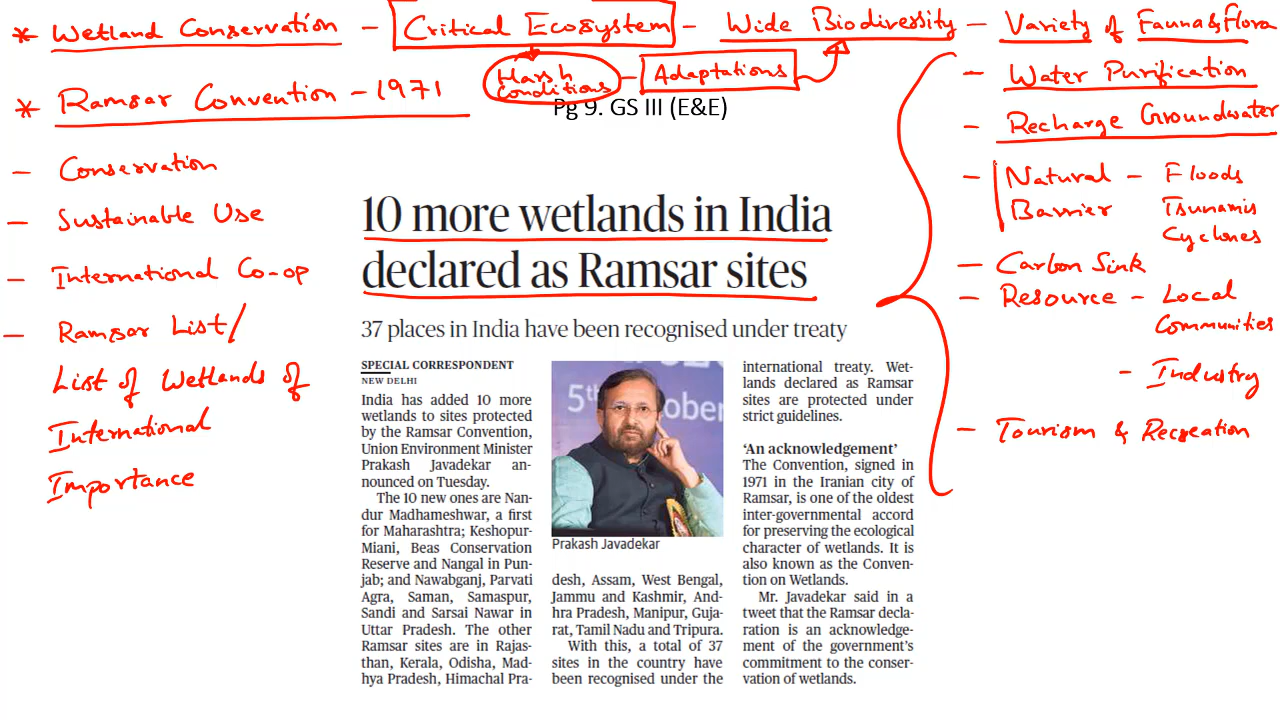 * Wetland Conservation - Critical Ecosystem - Wide Biodiversity - Variety of Fauna & Flora
Harsh Conditions - Adaptations
* Ramsar Convention - 1971
- Conservation
- Sustainable Use
- International Co-op
- Ramsar List/
List of Wetlands of
International
Importance
- Water Purification
- Recharge Groundwater
- Natural - Floods
Barrier Tsunamis
Cyclones
- Carbon Sink
- Resource - Local
Communities
- Industry
- Tourism & Recreation
Pg 9. GS III (E&E)
10 more wetlands in India
declared as Ramsar sites
37 places in India have been recognised under treaty
SPECIAL CORRESPONDENT
NEW DELHI
India has added 10 more
wetlands to sites protected
by the Ramsar Convention,
Union Environment Minister
Prakash Javadekar an-
nounced on Tuesday.
The 10 new ones are Nan-
dur Madhameshwar, a first
for Maharashtra; Keshopur-
Miani, Beas Conservation
Reserve and Nangal in Pun-
jab; and Nawabganj, Parvati
Agra, Saman, Samaspur,
Sandi and Sarsai Nawar in
Uttar Pradesh. The other
Ramsar sites are in Rajas-
than, Kerala, Odisha, Mad-
hya Pradesh, Himachal Pra-
5th
Prakash Javadekar
desh, Assam, West Bengal,
Jammu and Kashmir, And-
hra Pradesh, Manipur, Guja-
rat, Tamil Nadu and Tripura.
With this, a total of 37
sites in the country have
been recognised under the
international treaty. Wet-
lands declared as Ramsar
sites are protected under
strict guidelines.
'An acknowledgement'
The Convention, signed in
1971 in the Iranian city of
Ramsar, is one of the oldest
inter-governmental accord
for preserving the ecological
character of wetlands. It is
also known as the Conven-
tion on Wetlands.
Mr. Javadekar said in a
tweet that the Ramsar decla-
ration is an acknowledge-
ment of the government's
commitment to the conser-
vation of wetlands.